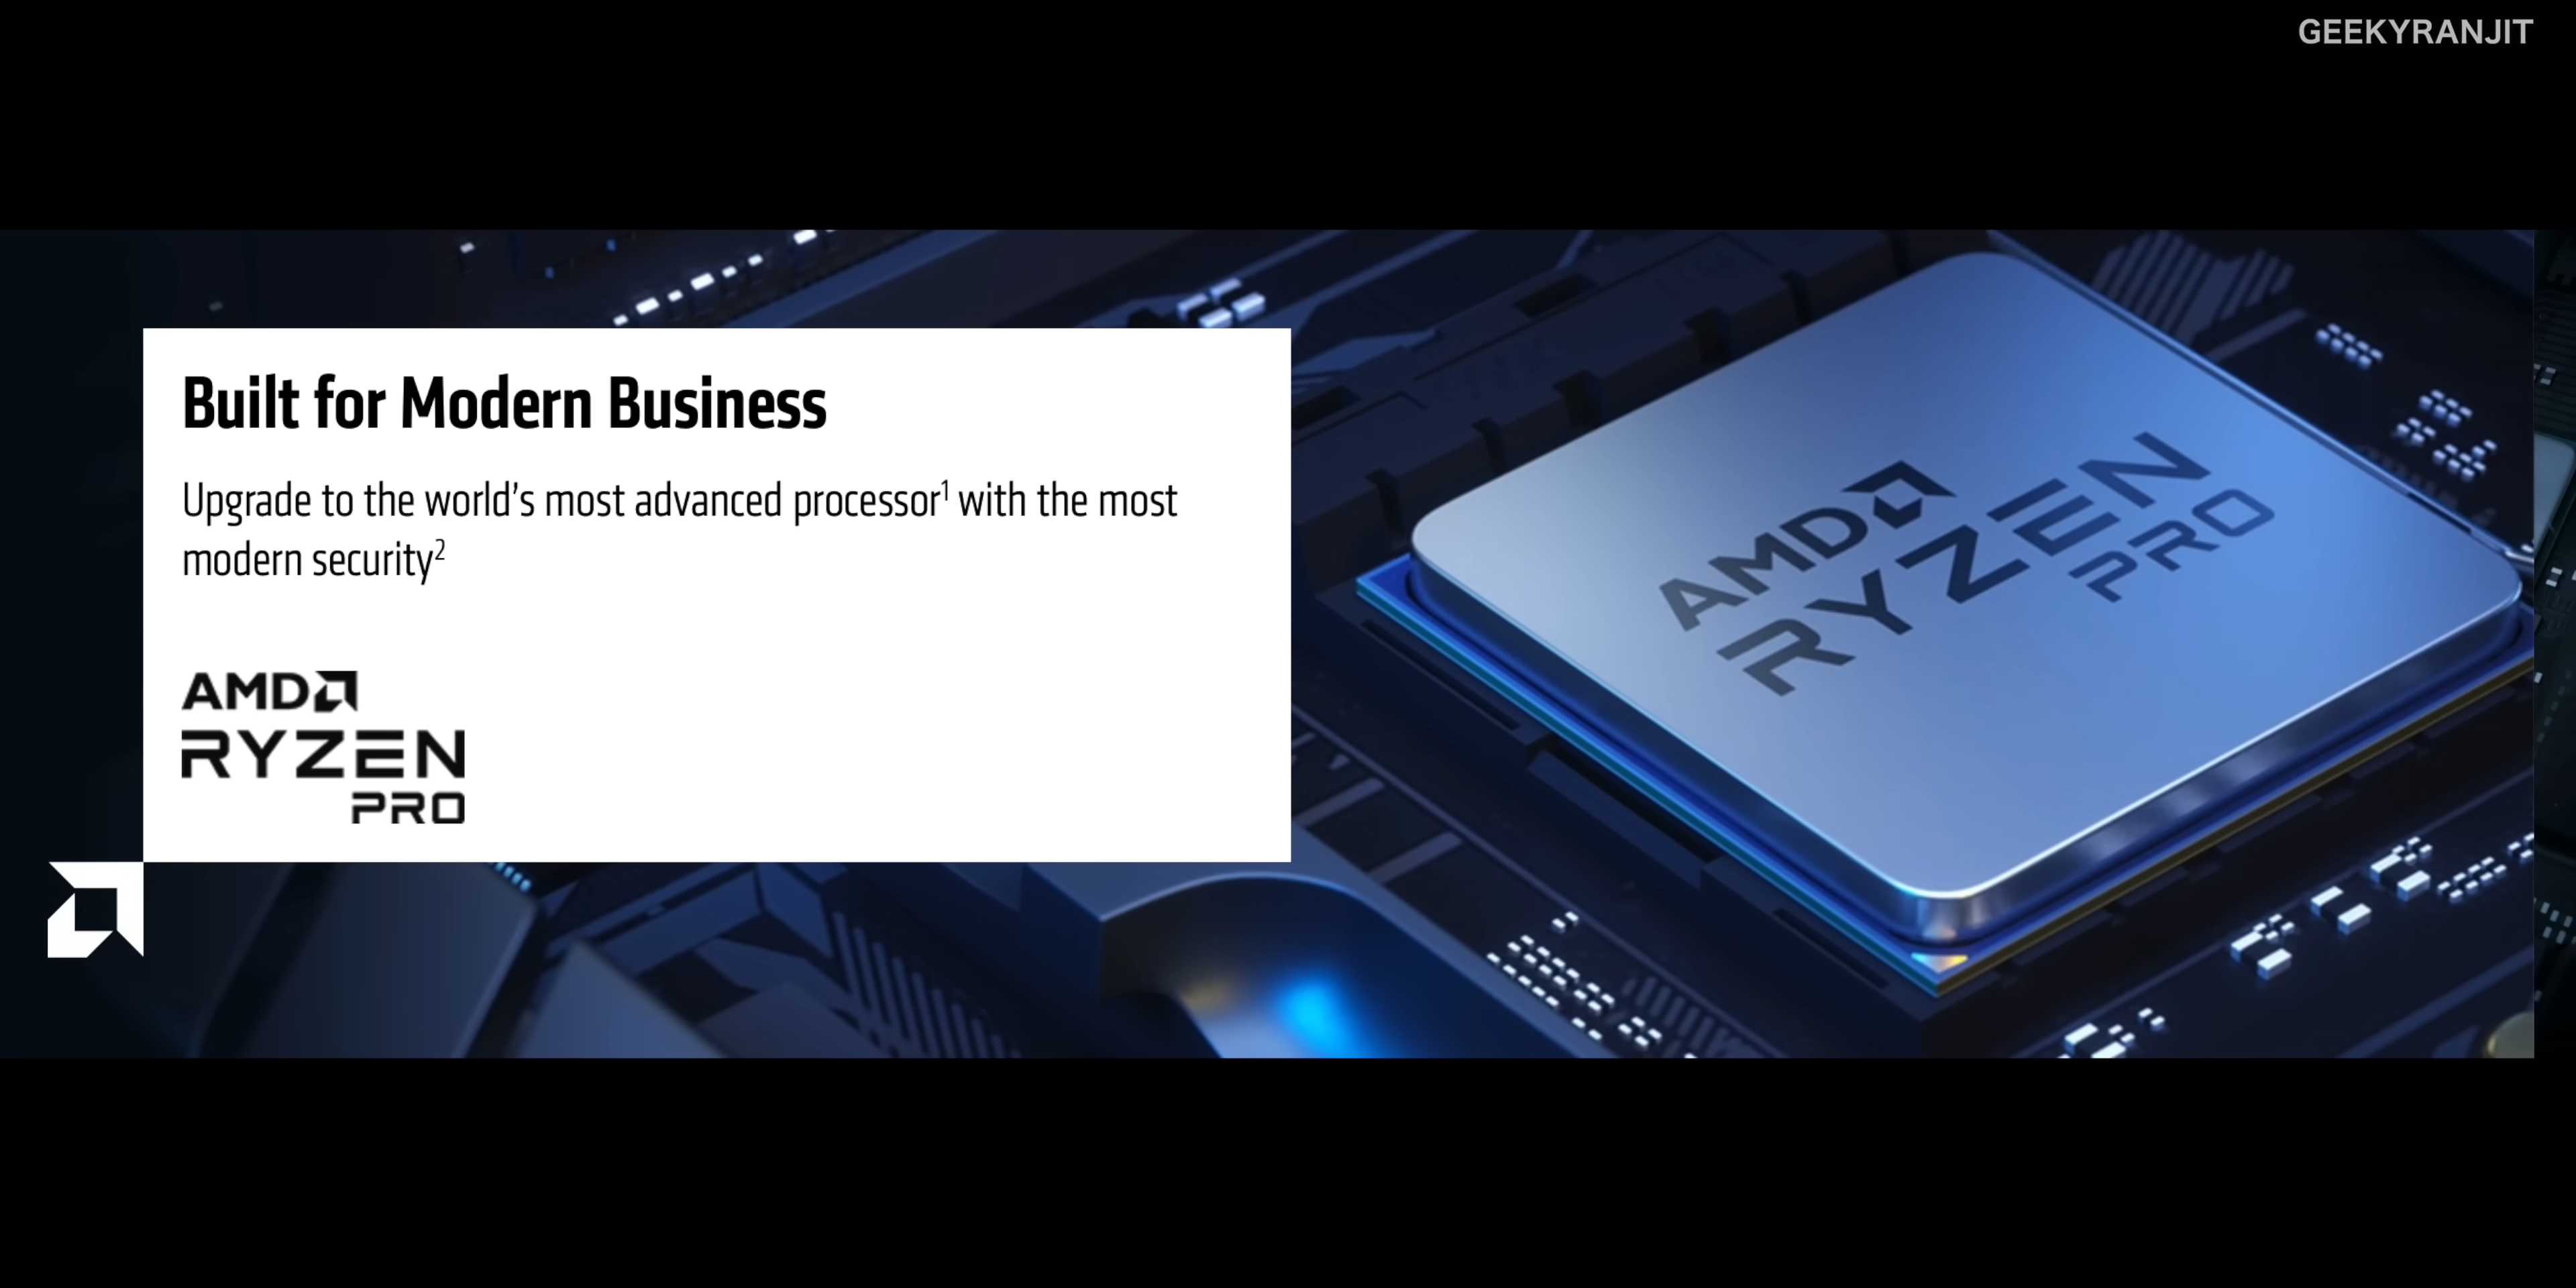 GEEKYRANJIT
Built for Modern Business
Upgrade to the world’s most advanced processor¹ with the most
modern security²
AMD
RYZEN
PRO
AMD
RYZEN
PRO